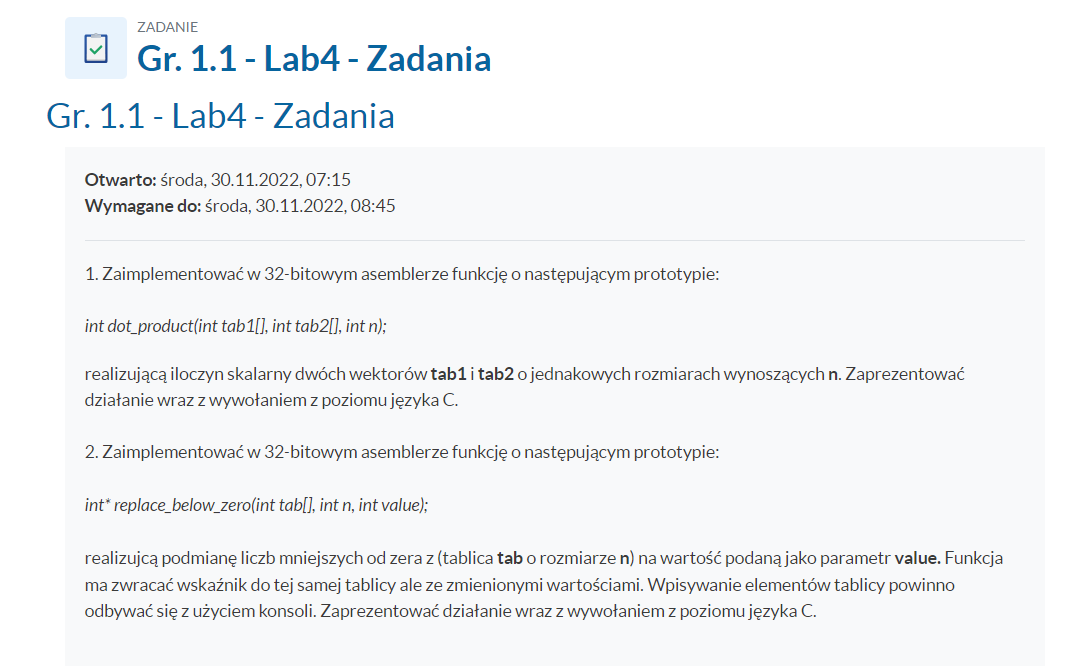 ZADANIE
Gr. 1.1 - Lab4 - Zadania
Gr. 1.1 - Lab4 - Zadania
Otwarto: środa, 30.11.2022, 07:15
Wymagane do: środa, 30.11.2022, 08:45
1. Zaimplementować w 32-bitowym asemblerze funkcję o następującym prototypie:
int dot_product(int tab1[], int tab2[], int n);
realizującą iloczyn skalarny dwóch wektorów tab1 i tab2 o jednakowych rozmiarach wynoszących n. Zaprezentować
działanie wraz z wywołaniem z poziomu języka C.
2. Zaimplementować w 32-bitowym asemblerze funkcję o następującym prototypie:
int* replace_below_zero(int tab[], int n, int value);
realizujcą podmianę liczb mniejszych od zera z (tablica tab o rozmiarze n) na wartość podaną jako parametr value. Funkcja
ma zwracać wskaźnik do tej samej tablicy ale ze zmienionymi wartościami. Wpisywanie elementów tablicy powinno
odbywać się z użyciem konsoli. Zaprezentować działanie wraz z wywołaniem z poziomu języka C.